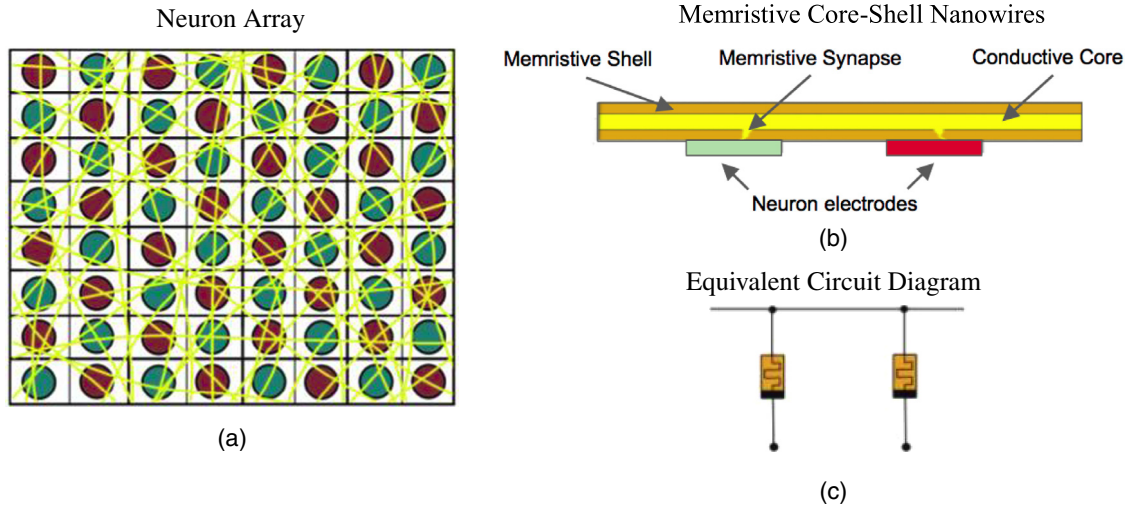 Neuron Array
(a)
Memristive Core-Shell Nanowires
Memristive Shell
Memristive Synapse
Conductive Core
Neuron electrodes
(b)
Equivalent Circuit Diagram
(c)